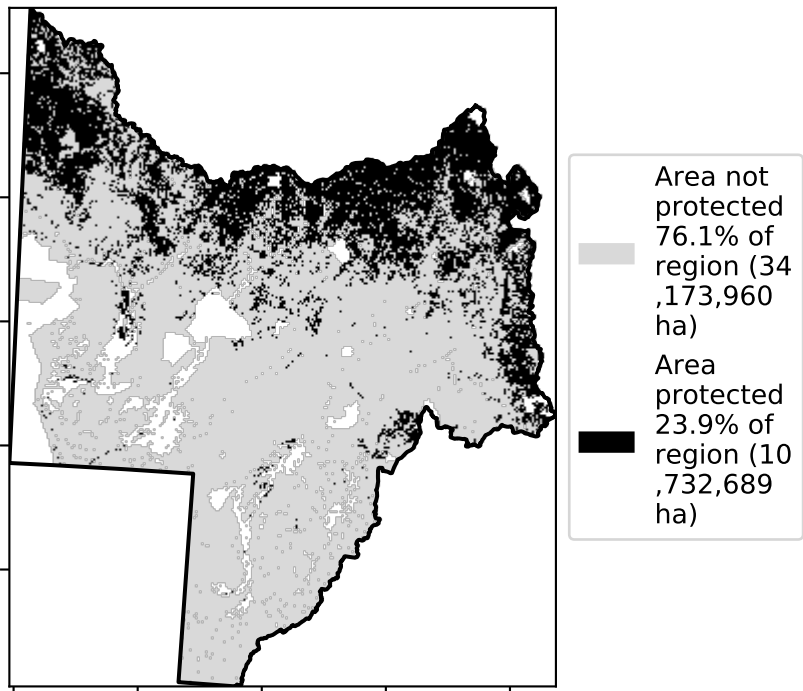 Area not
protected
76.1% of
region (34
,173,960
ha)
Area
protected
23.9% of
region (10
,732,689
ha)